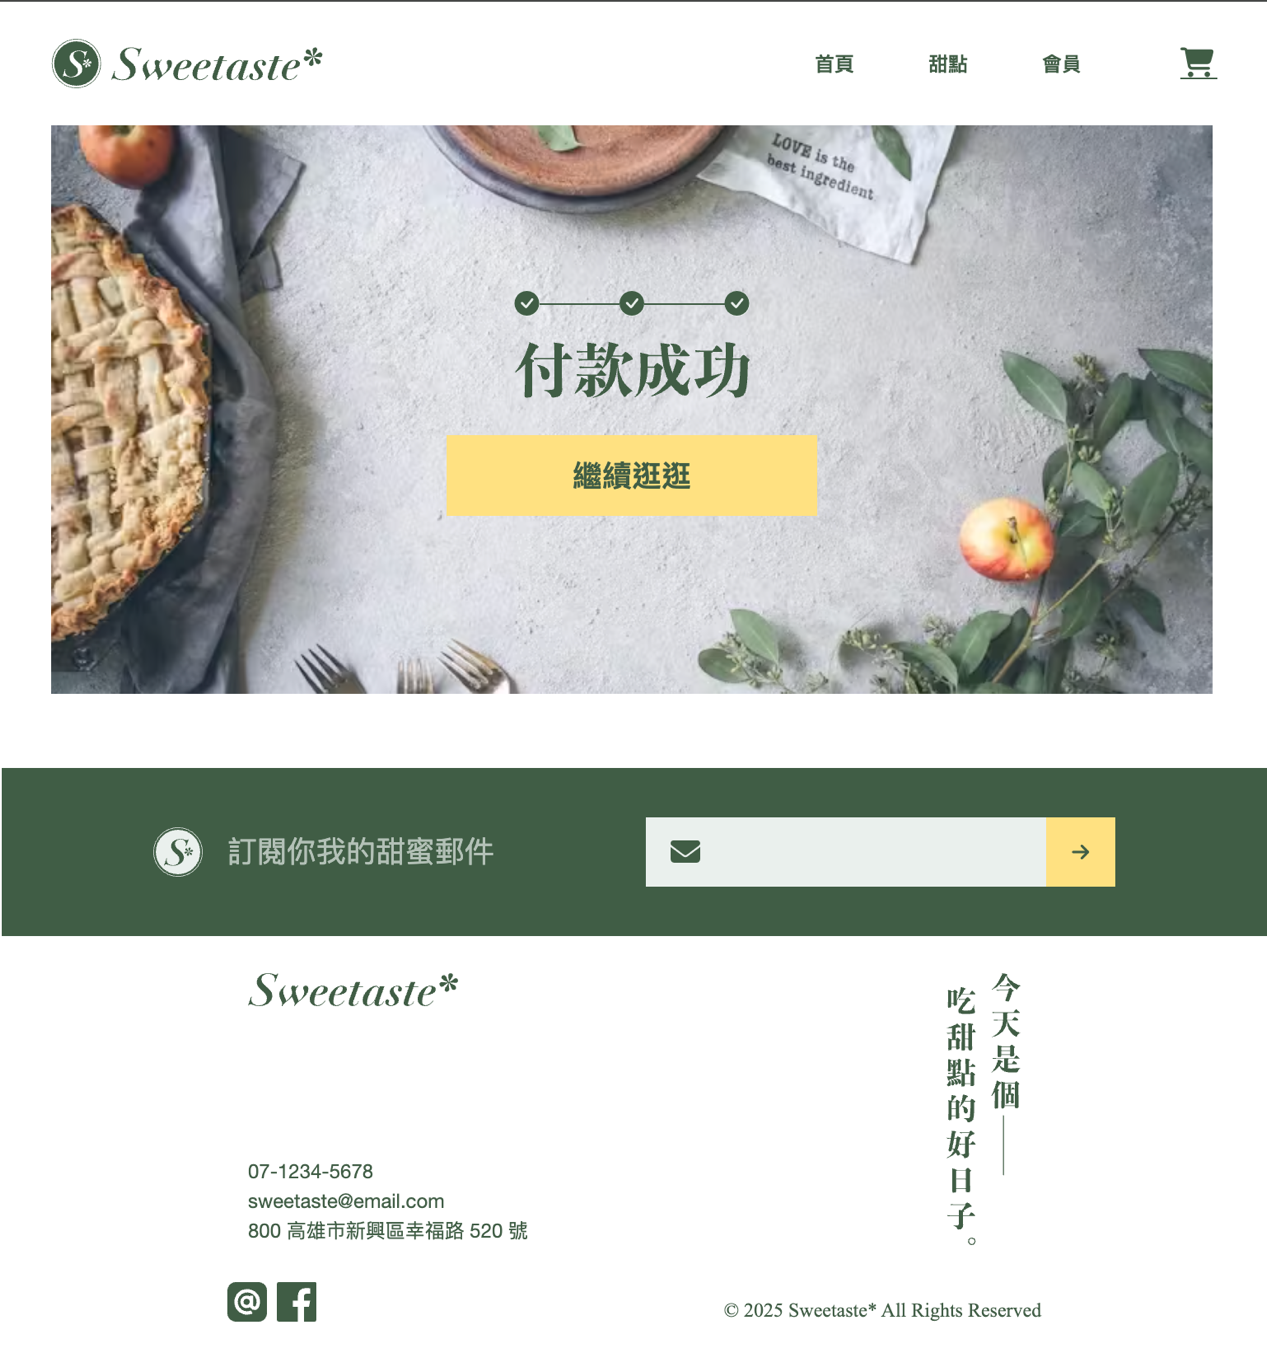 S*
Sweetaste*
首頁
甜點
會員
LOVE is the
best ingredient
付款成功
繼續逛逛
S*
訂閱你我的甜蜜郵件
Sweetaste*
今天是個——
吃甜點的好日子。
07-1234-5678
sweetaste@email.com
800 高雄市新興區幸福路 520 號
© 2025 Sweetaste* All Rights Reserved